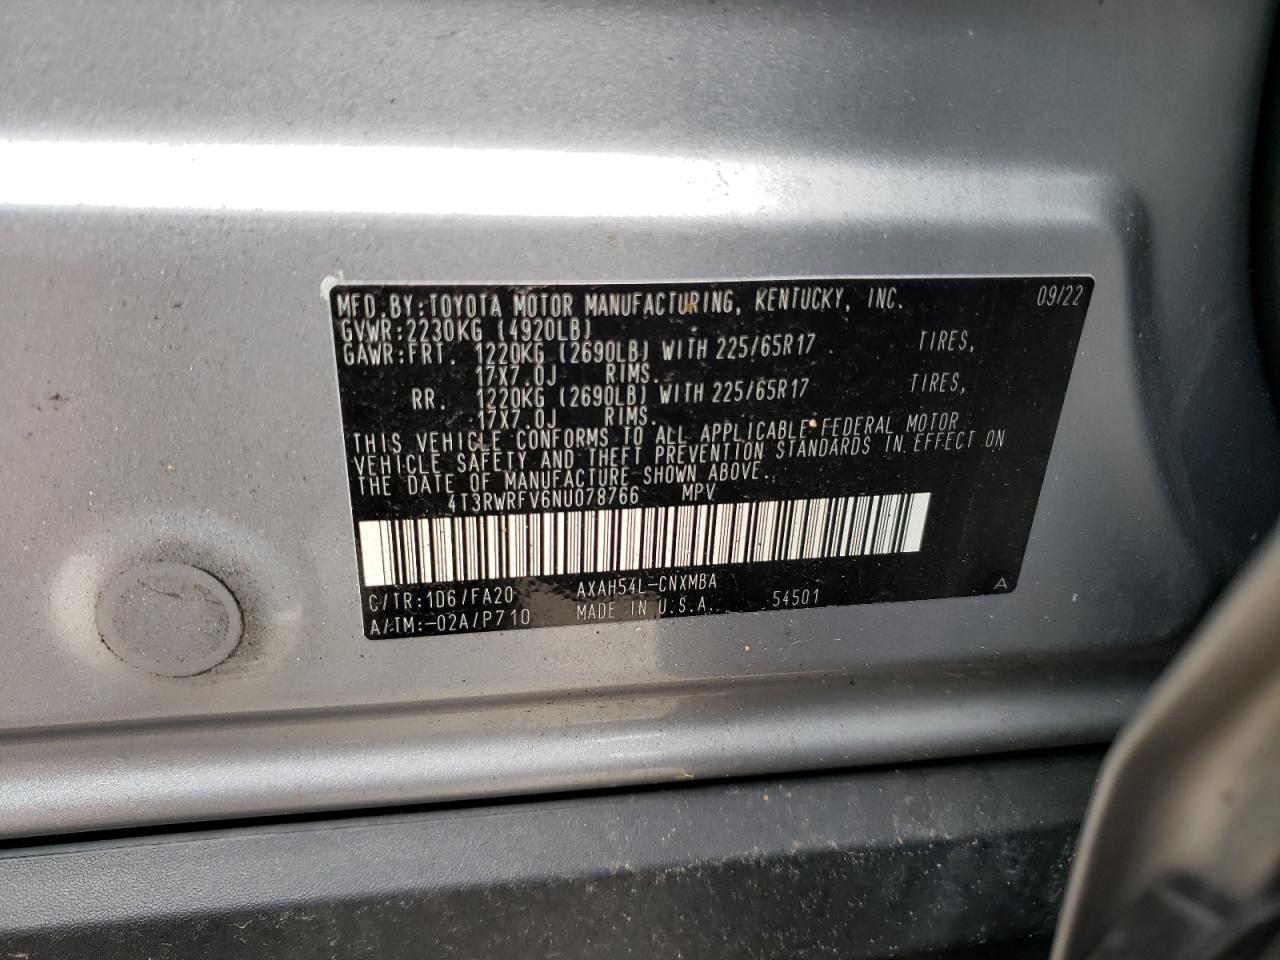 MFD. BY: TOYOTA MOTOR MANUFACTURING, KENTUCKY, INC. 09/22
GVWR: 2230KG (4920LB)
GAWR: FRT. 1220KG (2690LB) WITH 225/65R17 TIRES,
17X7.0J RIMS.
RR. 1220KG (2690LB) WITH 225/65R17 TIRES,
17X7.0J RIMS.
THIS VEHICLE CONFORMS TO ALL APPLICABLE FEDERAL MOTOR
VEHICLE SAFETY AND THEFT PREVENTION STANDARDS IN EFFECT ON
THE DATE OF MANUFACTURE SHOWN ABOVE.
4T3RWRFV6NU078766 MPV
C/TR: 1D6/FA20 AXAH54L-CNXMBA
A/TM: -02A/P710 MADE IN U.S.A. 54501 A